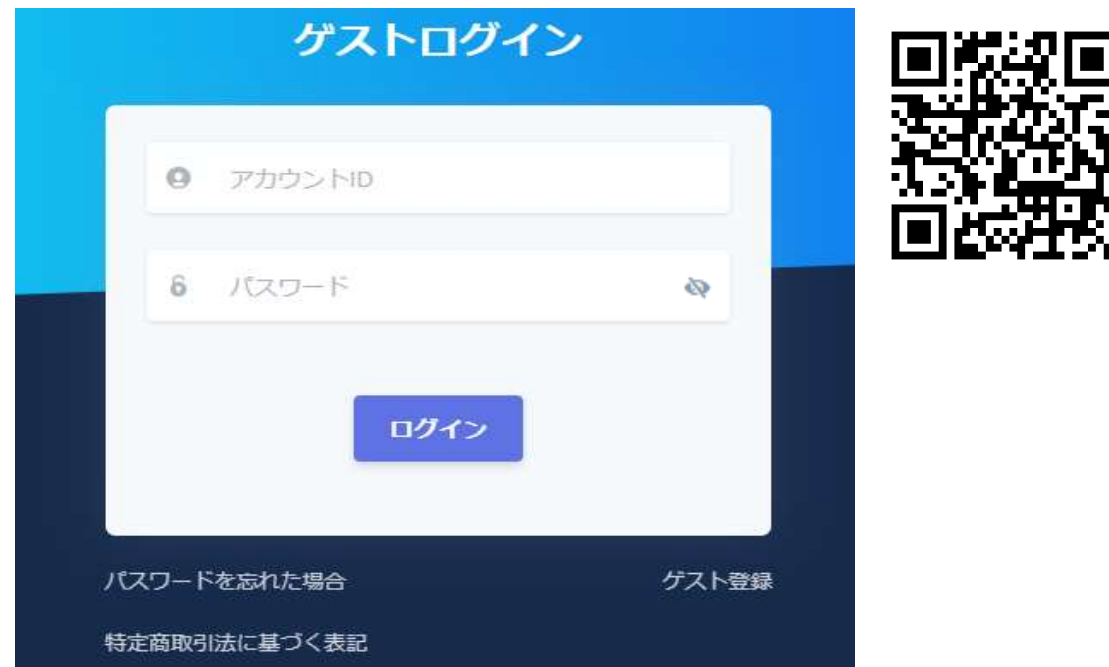 ゲストログイン
アカウントID
パスワード
ログイン
パスワードを忘れた場合
ゲスト登録
特定商取引法に基づく表記